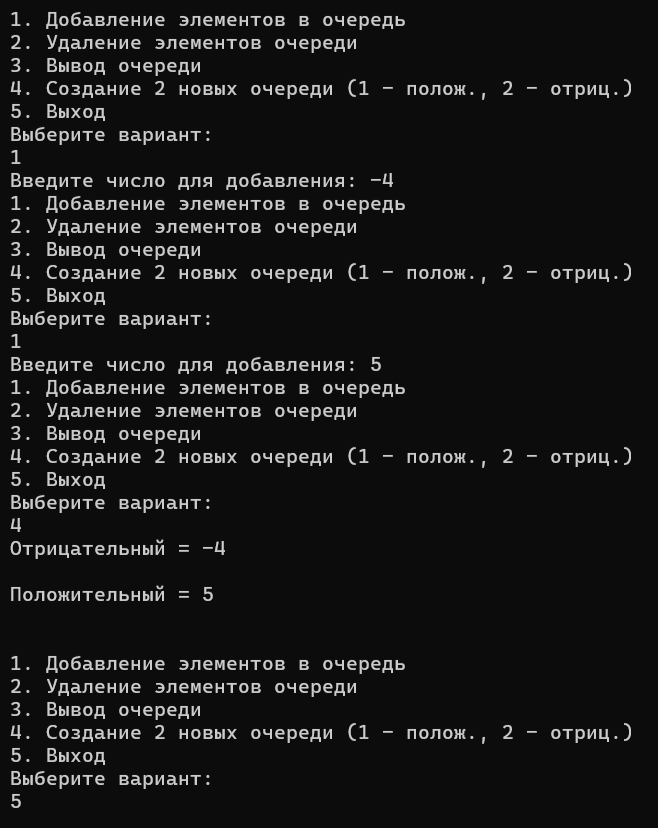 1. Добавление элементов в очередь
2. Удаление элементов очереди
3. Вывод очереди
4. Создание 2 новых очереди (1 - полож., 2 - отриц.)
5. Выход
Выберите вариант:
1
Введите число для добавления: -4
1. Добавление элементов в очередь
2. Удаление элементов очереди
3. Вывод очереди
4. Создание 2 новых очереди (1 - полож., 2 - отриц.)
5. Выход
Выберите вариант:
1
Введите число для добавления: 5
1. Добавление элементов в очередь
2. Удаление элементов очереди
3. Вывод очереди
4. Создание 2 новых очереди (1 - полож., 2 - отриц.)
5. Выход
Выберите вариант:
4
Отрицательный = -4
Положительный = 5
1. Добавление элементов в очередь
2. Удаление элементов очереди
3. Вывод очереди
4. Создание 2 новых очереди (1 - полож., 2 - отриц.)
5. Выход
Выберите вариант:
5